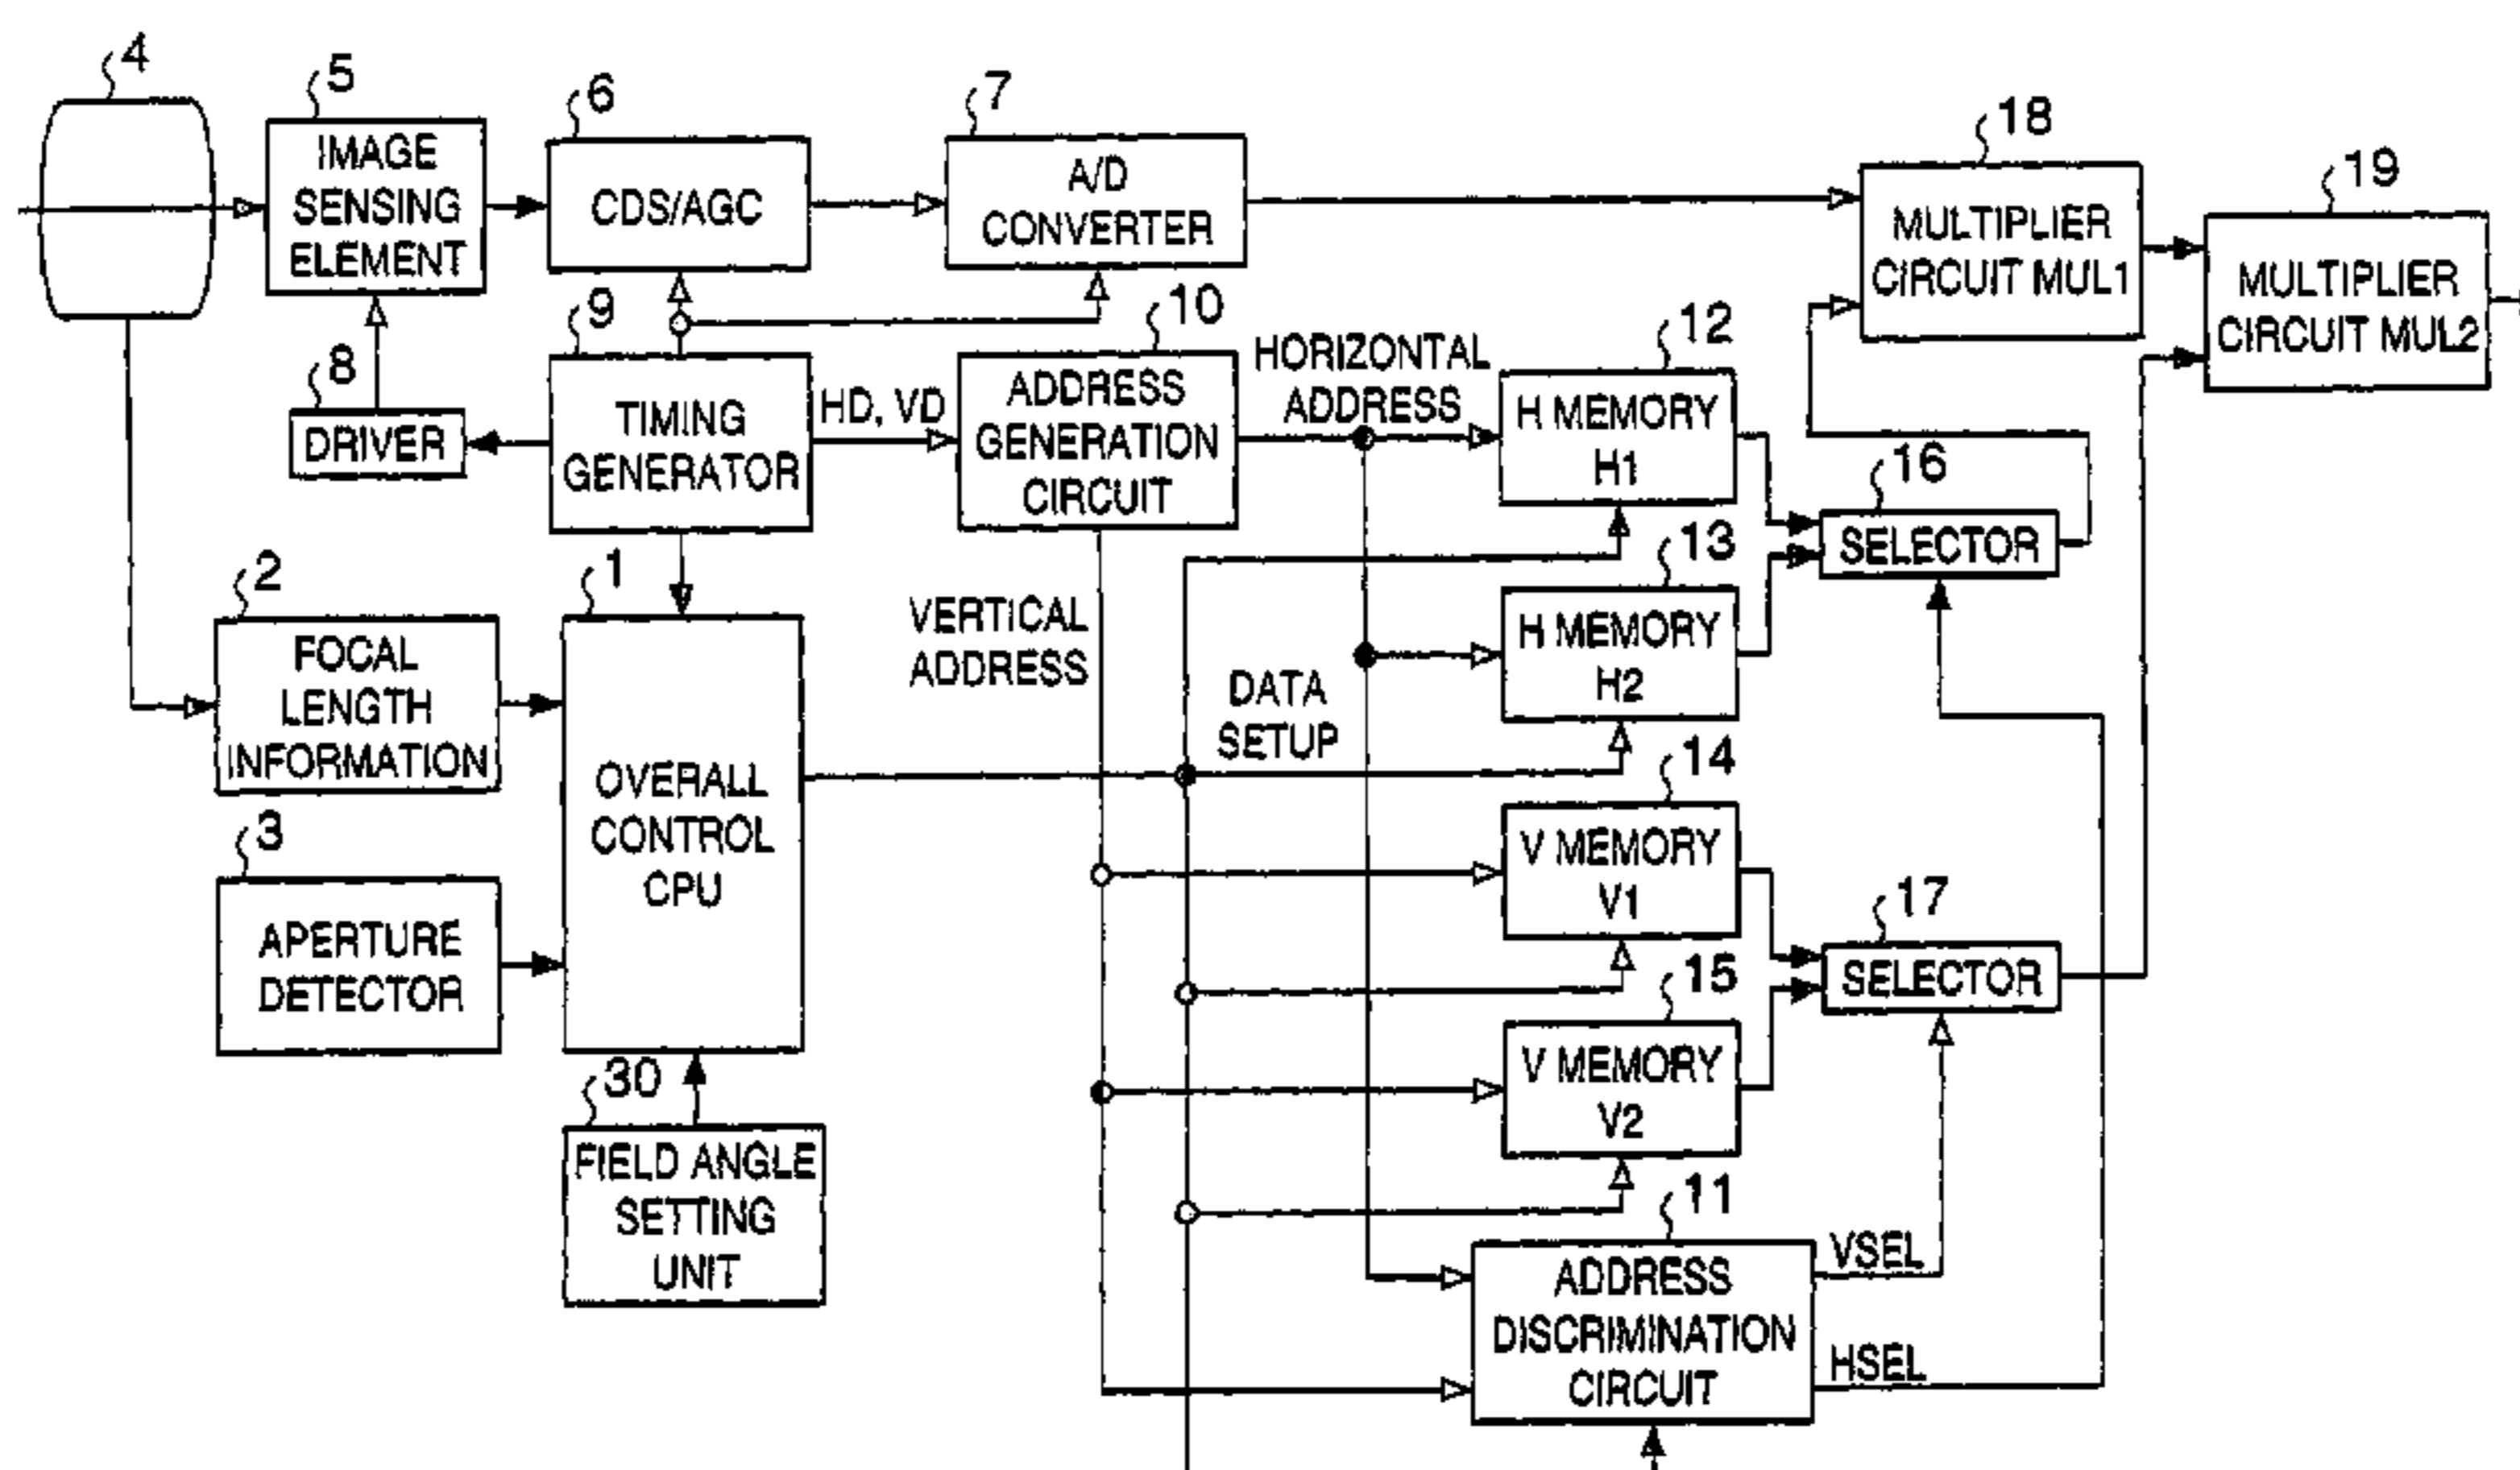 4
5
IMAGE
SENSING
ELEMENT
6
CDS/AGC
7
A/D
CONVERTER
18
MULTIPLIER
CIRCUIT MUL1
19
MULTIPLIER
CIRCUIT MUL2
8
DRIVER
9
TIMING
GENERATOR
HD, VD
10
ADDRESS
GENERATION
CIRCUIT
HORIZONTAL
ADDRESS
12
H MEMORY
H1
16
SELECTOR
13
H MEMORY
H2
2
FOCAL
LENGTH
INFORMATION
1
OVERALL
CONTROL
CPU
VERTICAL
ADDRESS
DATA
SETUP
14
V MEMORY
V1
3
APERTURE
DETECTOR
17
SELECTOR
15
V MEMORY
V2
30
FIELD ANGLE
SETTING
UNIT
11
ADDRESS
DISCRIMINATION
CIRCUIT
VSEL
HSEL